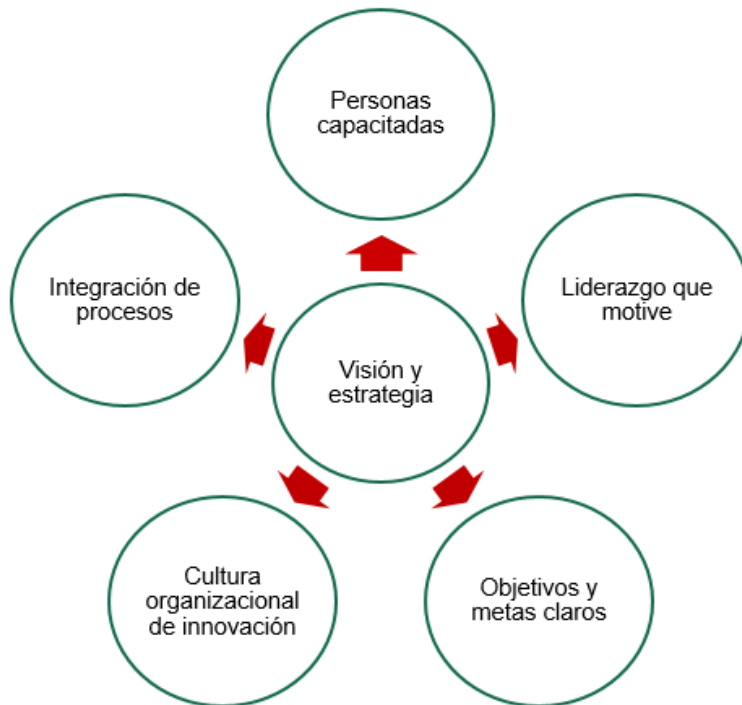 Personas
capacitadas
Integración de
procesos
Liderazgo que
motive
Visión y
estrategia
Cultura
organizacional
de innovación
Objetivos y
metas claros